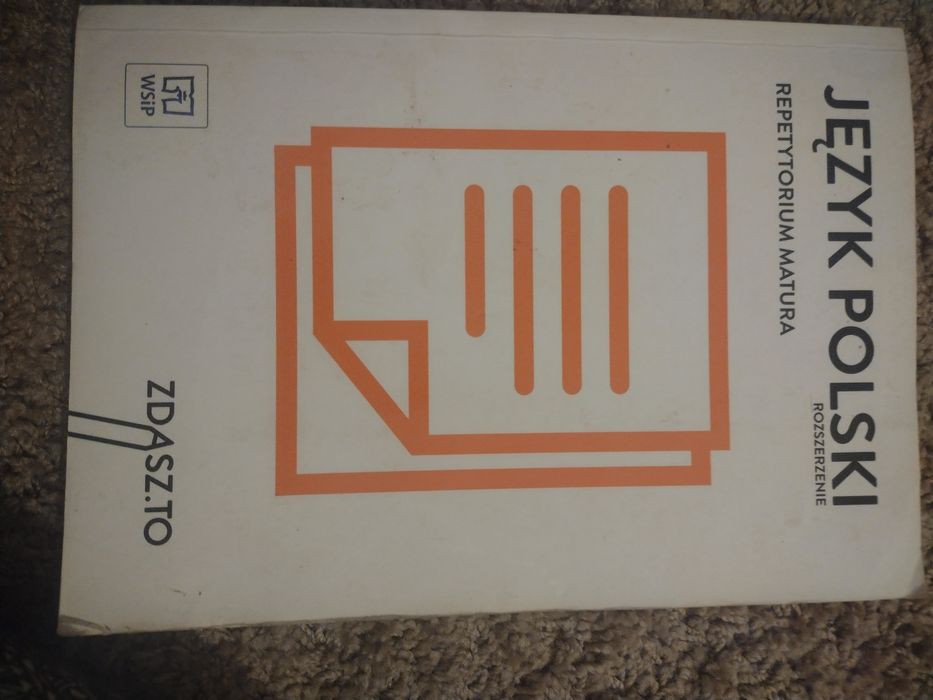 JĘZYK POLSKI
ROZSZERZENIE
REPETYTORIUM MATURA
WSiP
ZDASZ.TO